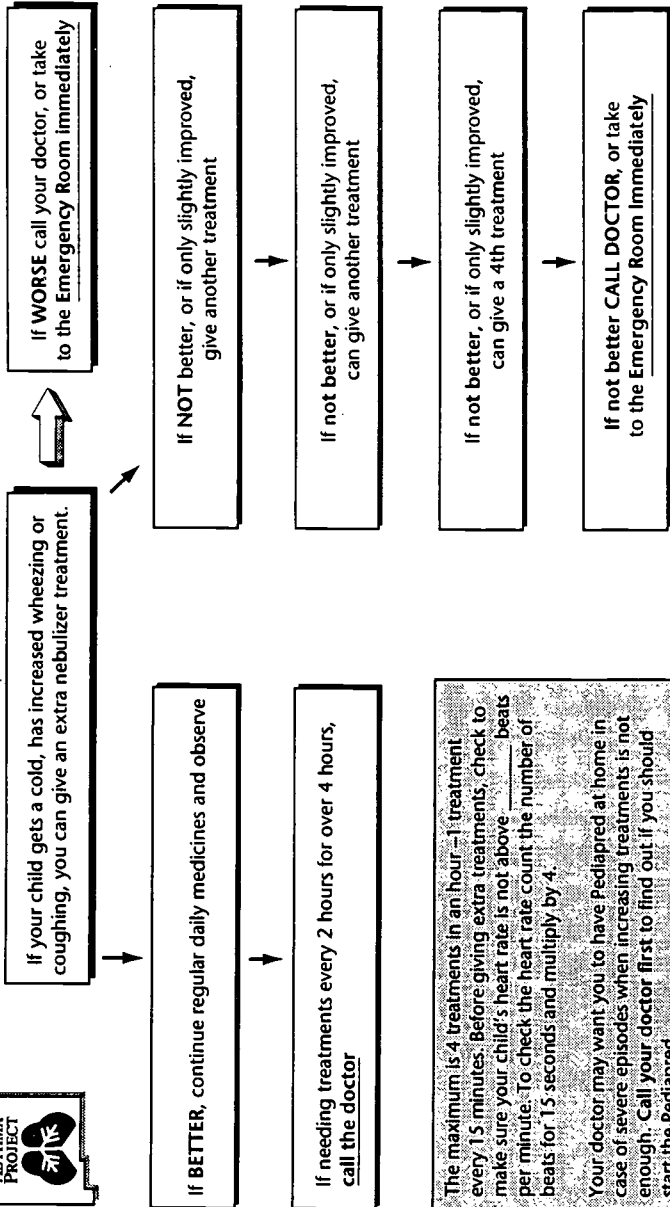 PROJECT
If your child gets a cold, has increased wheezing or
coughing, you can give an extra nebulizer treatment.
If WORSE call your doctor, or take
to the Emergency Room immediately
If BETTER, continue regular daily medicines and observe
If NOT better, or if only slightly improved,
give another treatment
If needing treatments every 2 hours for over 4 hours,
call the doctor
If not better, or if only slightly improved,
can give another treatment
If not better, or if only slightly improved,
can give a 4th treatment
If not better CALL DOCTOR, or take
to the Emergency Room Immediately
The maximum is 4 treatments in an hour –1 treatment
every 15 minutes. Before giving extra treatments, check to
make sure your child's heart rate is not above ______ beats
per minute. To check the heart rate count the number of
beats for 15 seconds and multiply by 4.
Your doctor may want you to have Pediapred at home in
case of severe episodes when increasing treatments is not
enough. Call your doctor first to find out if you should
start the Pediapred